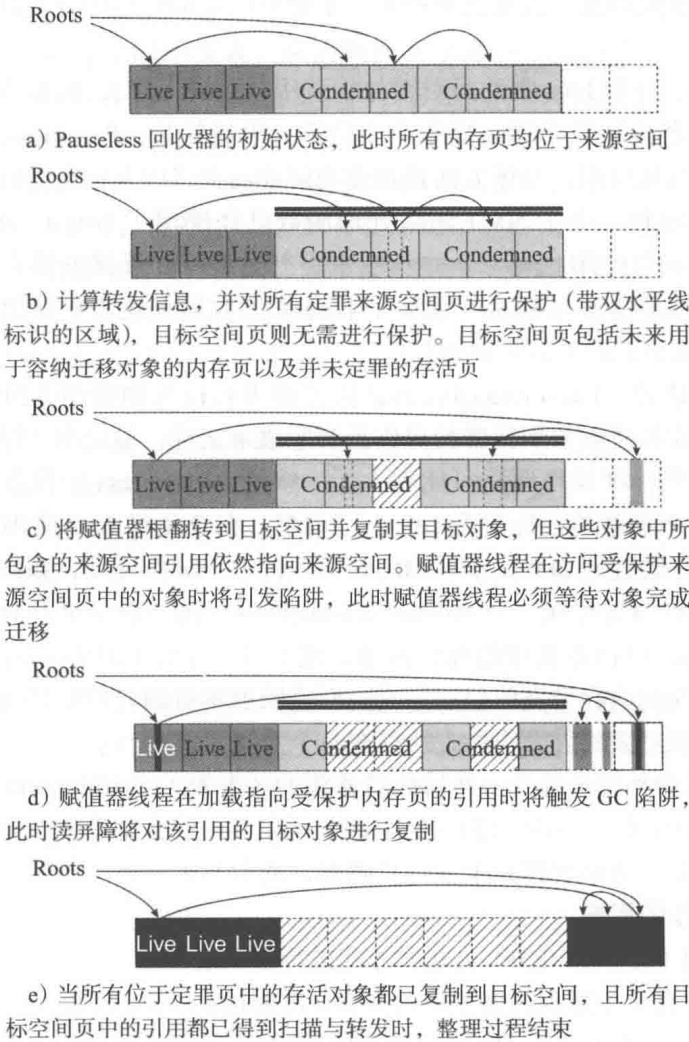 Roots
Live Live Live Condemned Condemned
a）Pauseless 回收器的初始状态，此时所有内存页均位于来源空间
Roots
Live Live Live Condemned Condemned
b）计算转发信息，并对所有定罪来源空间页进行保护（带双水平线
标识的区域），目标空间页则无需进行保护。目标空间页包括未来用
于容纳迁移对象的内存页以及并未定罪的存活页
Roots
Live Live Live Condemned Condemned
c）将赋值器根翻转到目标空间并复制其目标对象，但这些对象中所
包含的来源空间引用依然指向来源空间。赋值器线程在访问受保护来
源空间页中的对象时将引发陷阱，此时赋值器线程必须等待对象完成
迁移
Roots
Live Live Live Condemned Condemned
d）赋值器线程在加载指向受保护内存页的引用时将触发 GC 陷阱，
此时读屏障将对该引用的目标对象进行复制
Roots
Live Live Live
e）当所有位于定罪页中的存活对象都已复制到目标空间，且所有目
标空间页中的引用都已得到扫描与转发时，整理过程结束